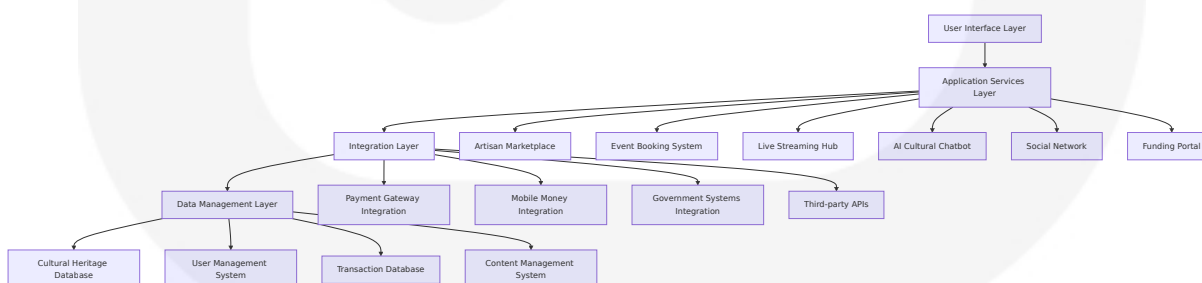 User Interface Layer
Application Services
Layer
Integration Layer
Artisan Marketplace
Event Booking System
Live Streaming Hub
AI Cultural Chatbot
Social Network
Funding Portal
Data Management Layer
Payment Gateway
Integration
Mobile Money
Integration
Government Systems
Integration
Third-party APIs
Cultural Heritage
Database
User Management
System
Transaction Database
Content Management
System